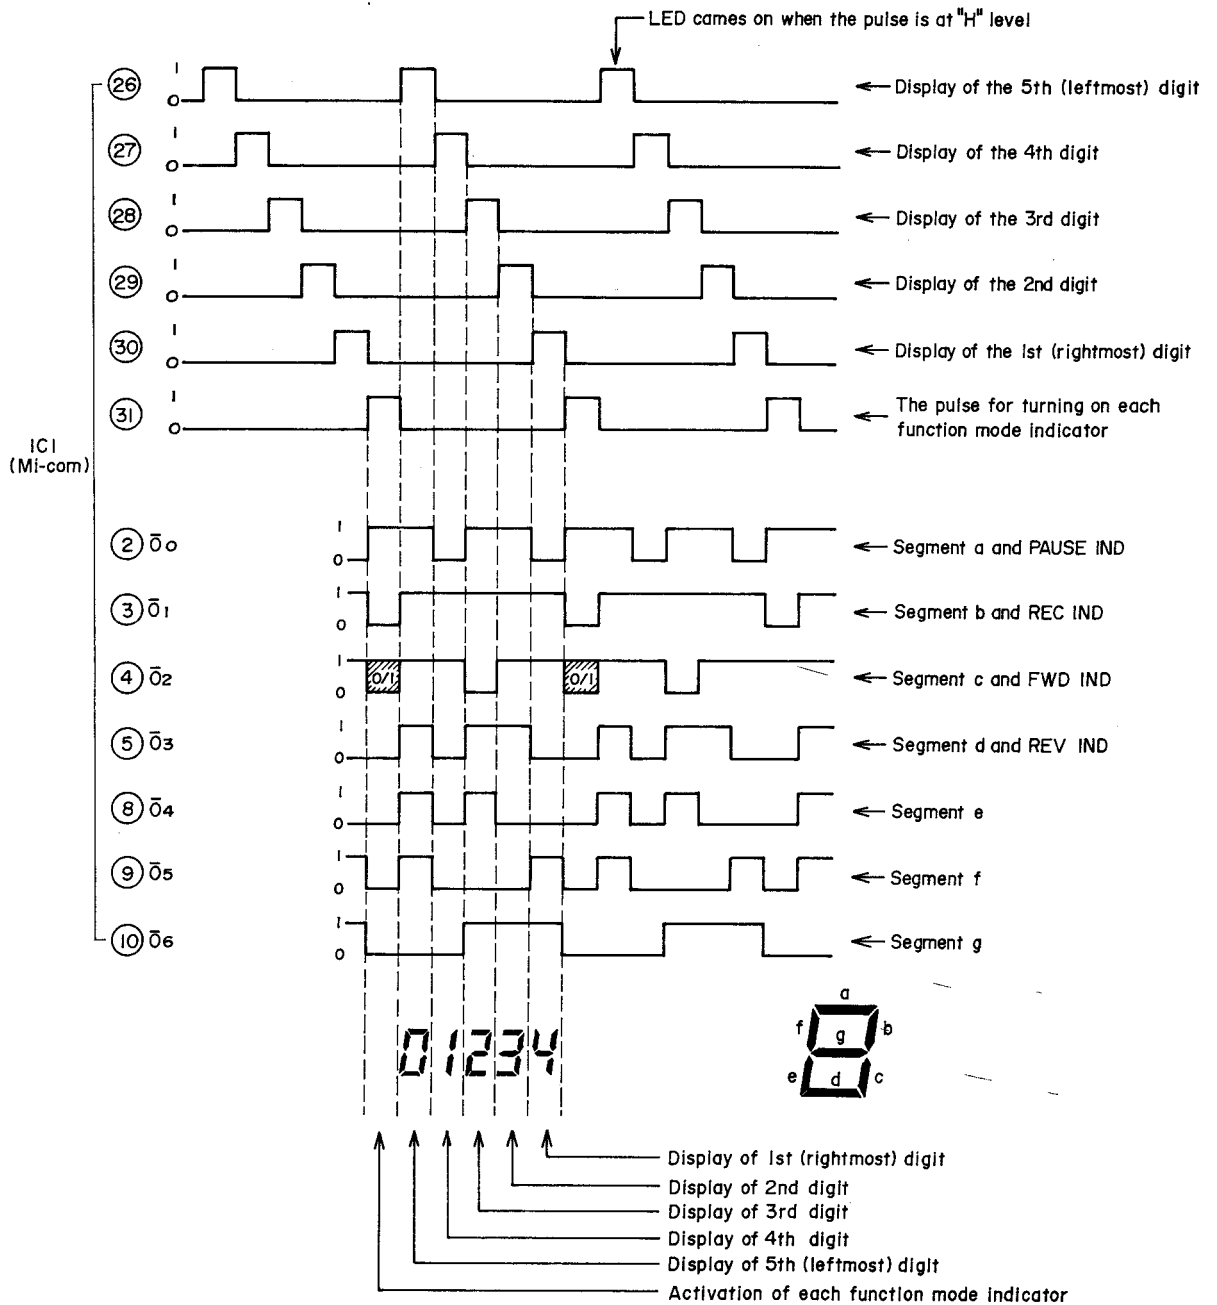 LED cames on when the pulse is at "H" level
26 1 0 Display of the 5th (leftmost) digit
27 1 0 Display of the 4th digit
28 1 0 Display of the 3rd digit
29 1 0 Display of the 2nd digit
30 1 0 Display of the 1st (rightmost) digit
31 1 0 The pulse for turning on each
function mode indicator
IC1
(Mi-com)
2 Ō0 1 0 Segment a and PAUSE IND
3 Ō1 1 0 Segment b and REC IND
4 Ō2 1 0 0/1 0/1 Segment c and FWD IND
5 Ō3 1 0 Segment d and REV IND
8 Ō4 1 0 Segment e
9 Ō5 1 0 Segment f
10 Ō6 1 0 Segment g
01234
a
f g b
e d c
Display of 1st (rightmost) digit
Display of 2nd digit
Display of 3rd digit
Display of 4th digit
Display of 5th (leftmost) digit
Activation of each function mode indicator